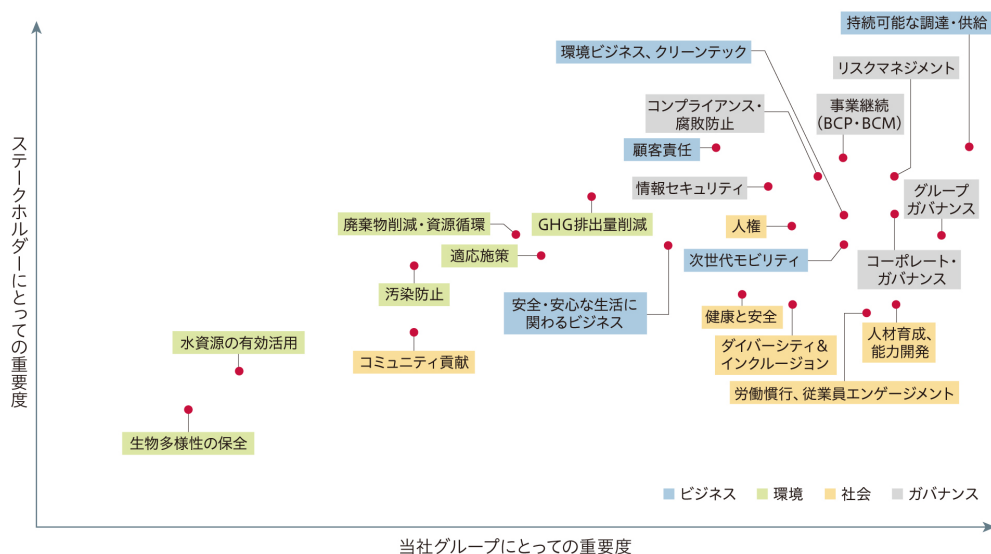 持続可能な調達・供給
環境ビジネス、クリーンテック
リスクマネジメント
コンプライアンス・
腐敗防止
事業継続
（BCP・BCM）
顧客責任
情報セキュリティ
グループ
ガバナンス
廃棄物削減・資源循環
GHG排出量削減
人権
適応施策
次世代モビリティ
コーポレート・
ガバナンス
汚染防止
安全・安心な生活に
関わるビジネス
健康と安全
水資源の有効活用
コミュニティ貢献
ダイバーシティ＆
インクルージョン
人材育成、
能力開発
労働慣行、従業員エンゲージメント
生物多様性の保全
ステークホルダーにとっての重要度
ビジネス
環境
社会
ガバナンス
当社グループにとっての重要度